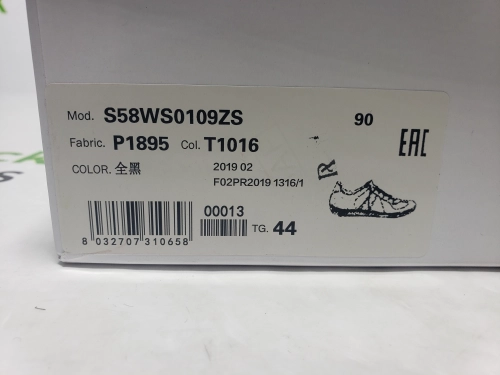 Mod. S58WS0109ZS 90
Fabric. P1895 Col. T1016 EAC
COLOR. 全黑 2019 02
F02PR2019 1316/1
R
00013
TG. 44
8 032707 310658